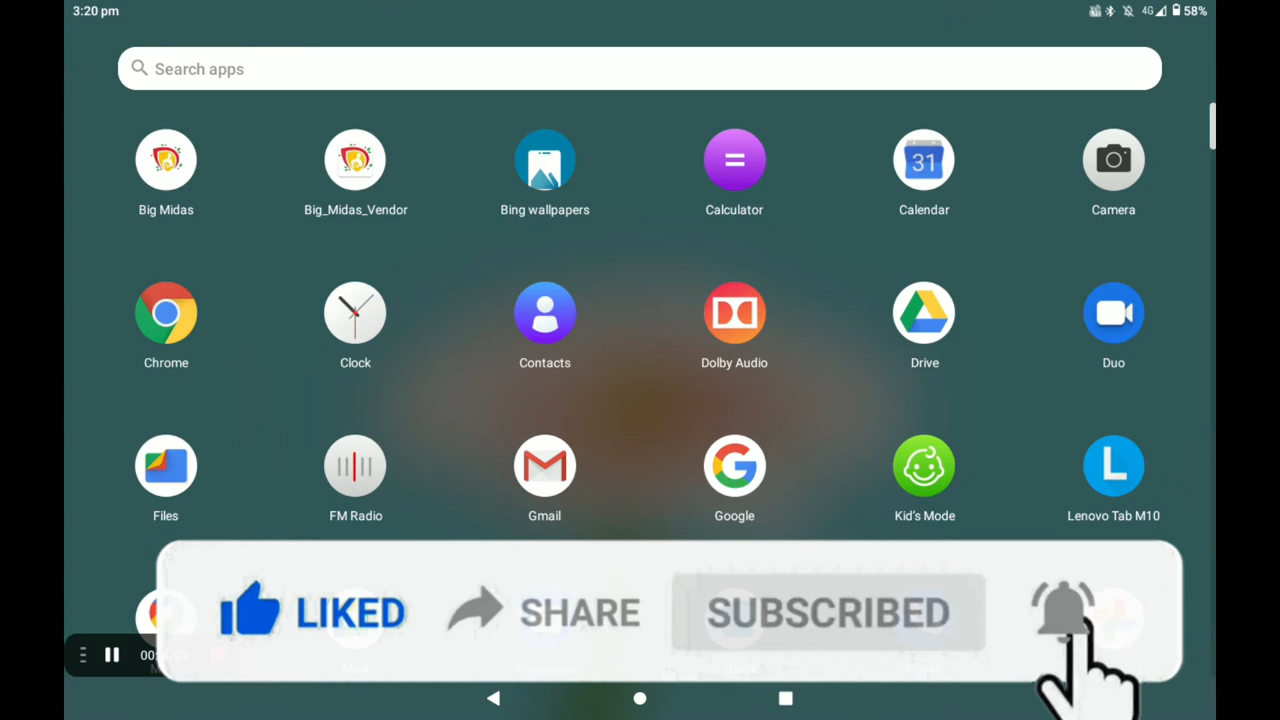 3:20 pm
4G 58%
Search apps
Big Midas
Big_Midas_Vendor
Bing wallpapers
Calculator
31
Calendar
Camera
Chrome
Clock
Contacts
Dolby Audio
Drive
Duo
Files
FM Radio
Gmail
G
Google
Kid's Mode
L
Lenovo Tab M10
LIKED
SHARE
SUBSCRIBED